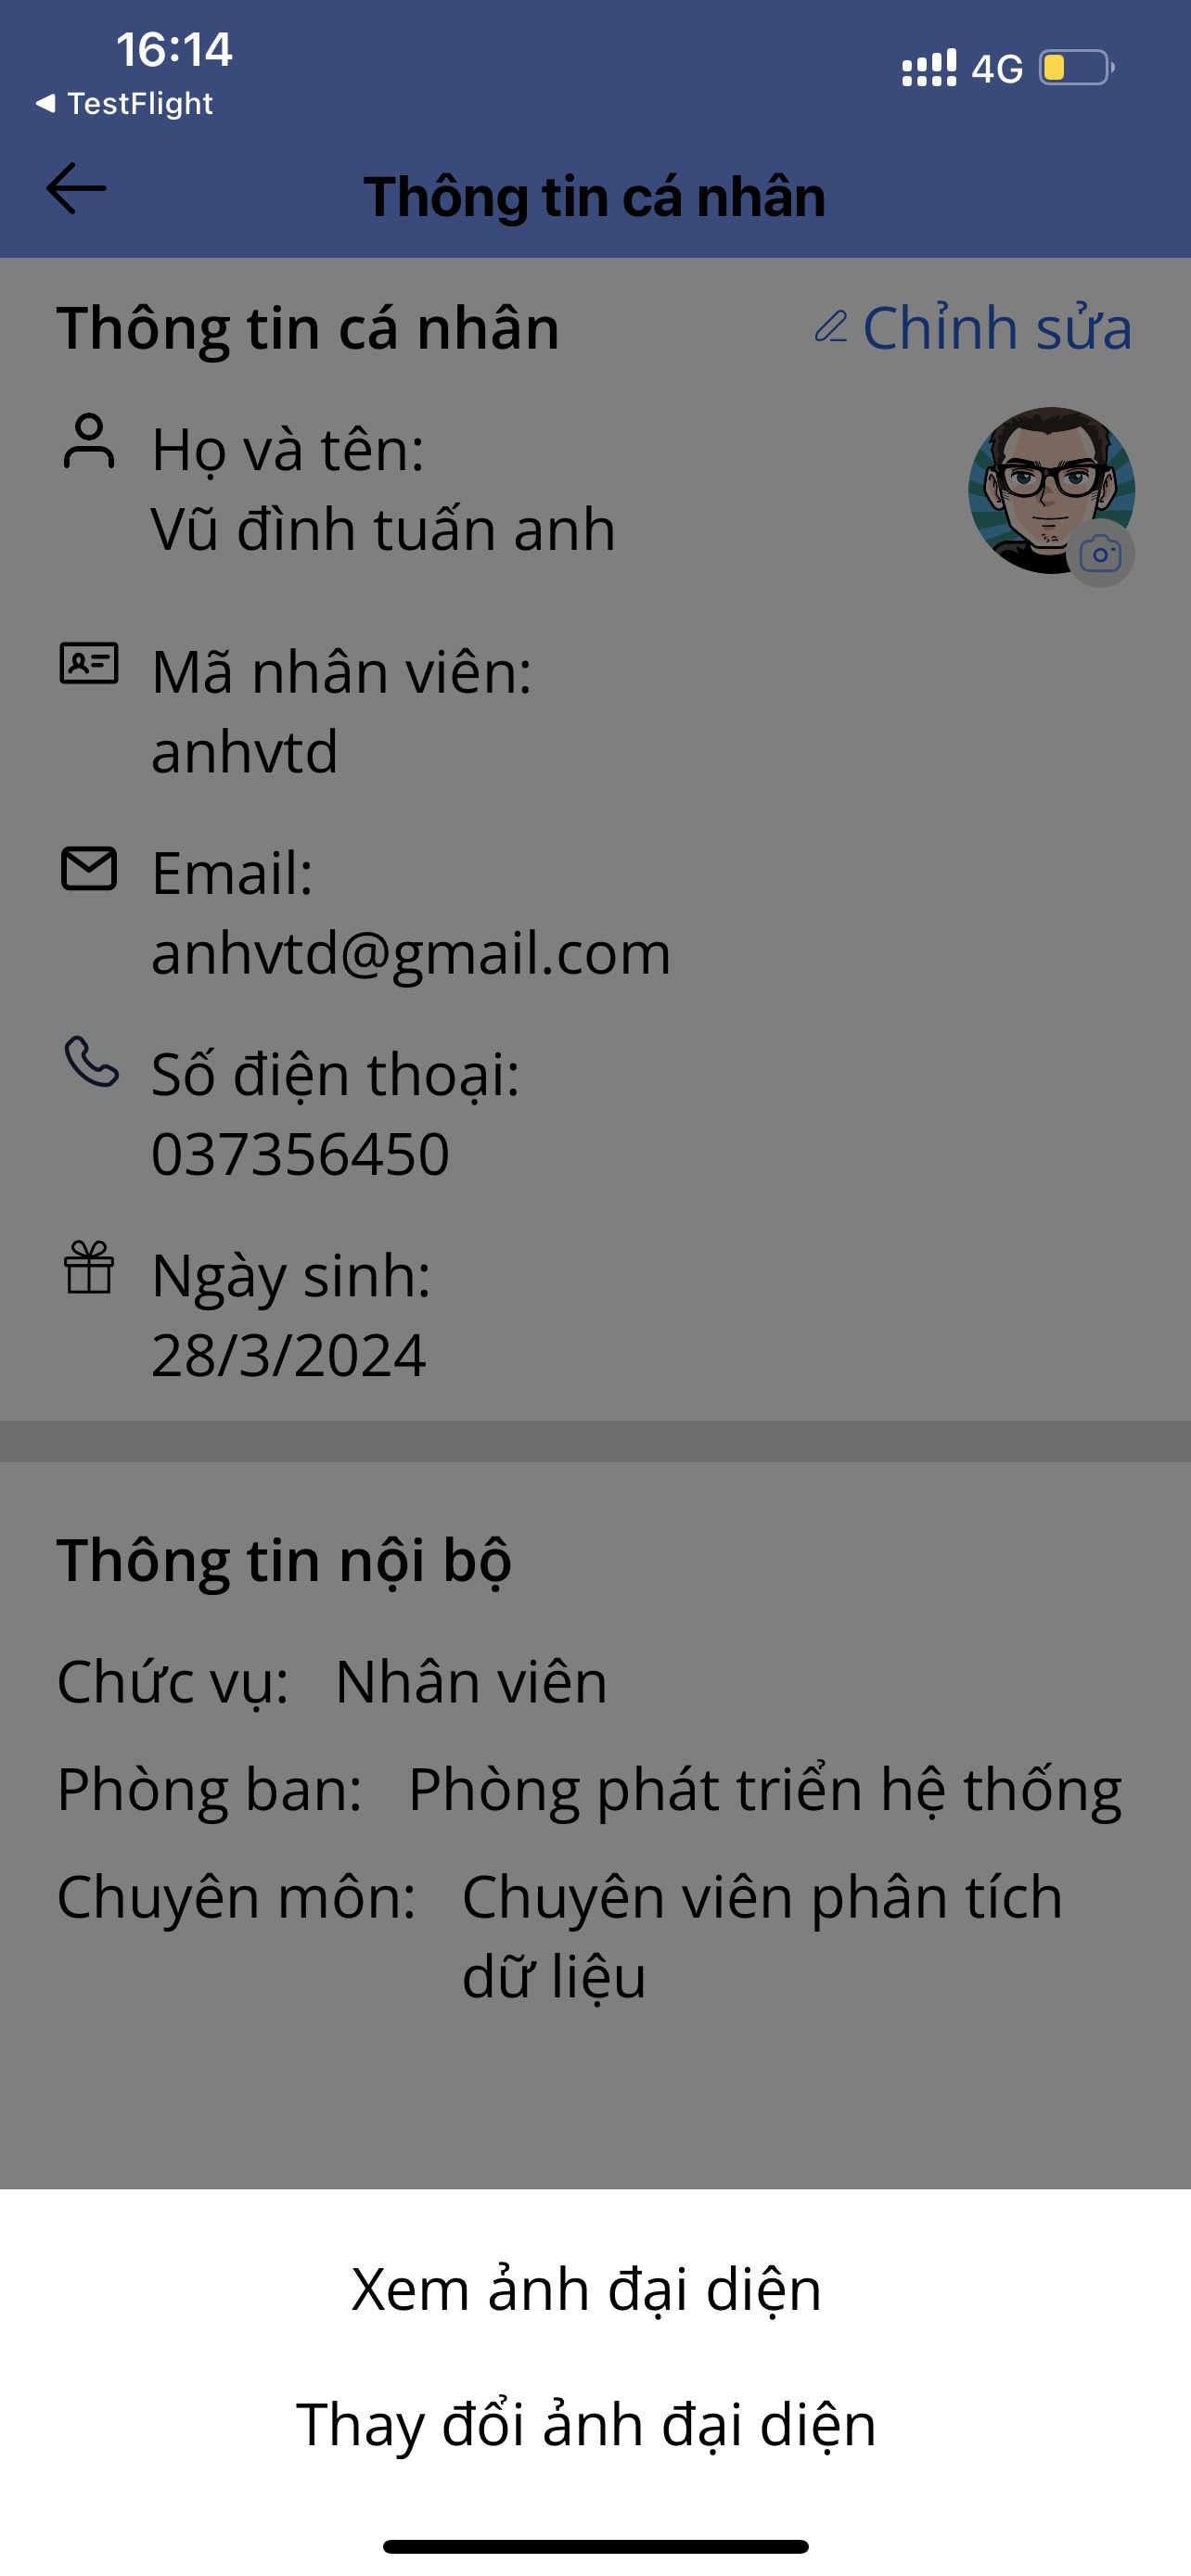 16:14
4G
TestFlight
Thông tin cá nhân
Thông tin cá nhân
Chỉnh sửa
Họ và tên:
Vũ đình tuấn anh
Mã nhân viên:
anhvtd
Email:
anhvtd@gmail.com
Số điện thoại:
037356450
Ngày sinh:
28/3/2024
Thông tin nội bộ
Chức vụ: Nhân viên
Phòng ban: Phòng phát triển hệ thống
Chuyên môn: Chuyên viên phân tích
dữ liệu
Xem ảnh đại diện
Thay đổi ảnh đại diện